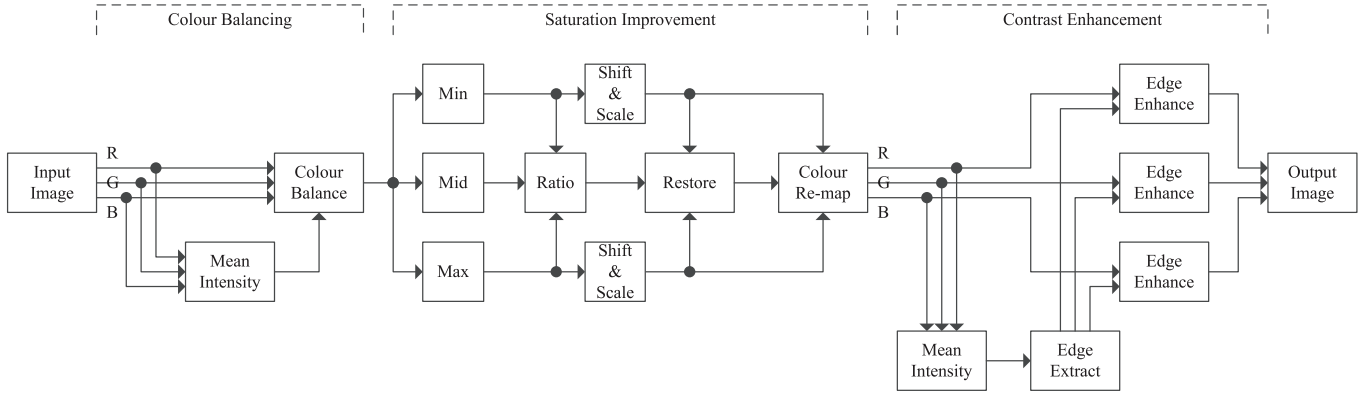 Colour Balancing
Saturation Improvement
Contrast Enhancement
Input
Image
R
G
B
Mean
Intensity
Colour
Balance
Min
Mid
Max
Shift
&
Scale
Ratio
Shift
&
Scale
Restore
Colour
Re-map
R
G
B
Mean
Intensity
Edge
Extract
Edge
Enhance
Edge
Enhance
Edge
Enhance
Output
Image